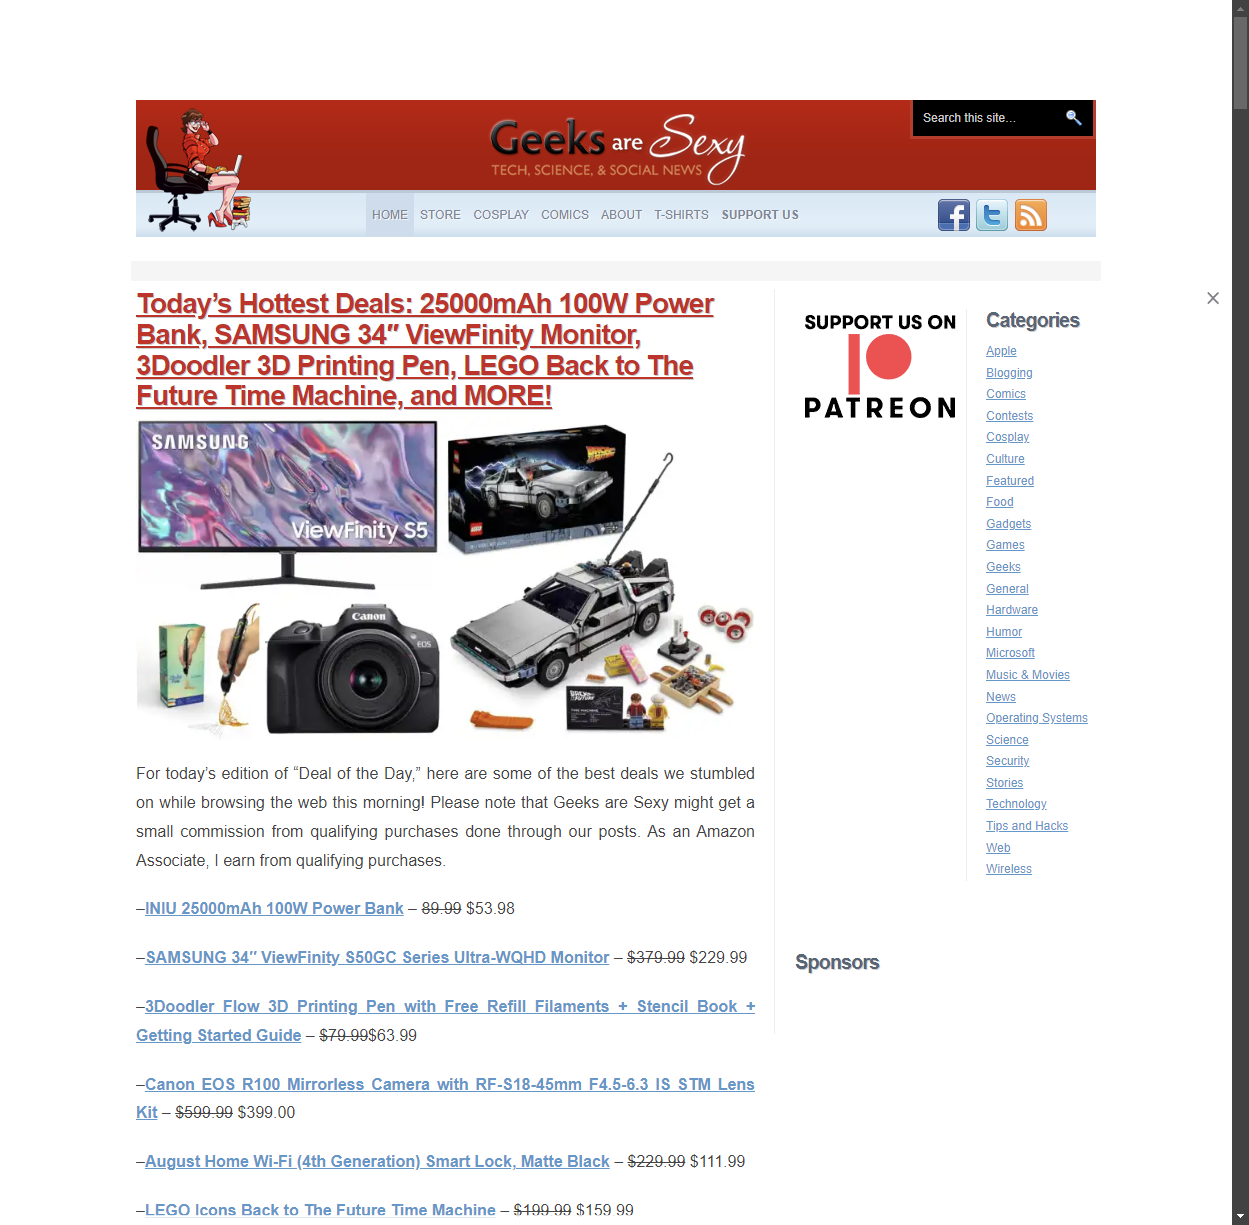 Geeks are Sexy
TECH, SCIENCE, & SOCIAL NEWS
Search this site...
HOME STORE COSPLAY COMICS ABOUT T-SHIRTS SUPPORT US
Today’s Hottest Deals: 25000mAh 100W Power
Bank, SAMSUNG 34″ ViewFinity Monitor,
3Doodler 3D Printing Pen, LEGO Back to The
Future Time Machine, and MORE!
SAMSUNG
ViewFinity S5
Canon
EOS
For today’s edition of “Deal of the Day,” here are some of the best deals we stumbled
on while browsing the web this morning! Please note that Geeks are Sexy might get a
small commission from qualifying purchases done through our posts. As an Amazon
Associate, I earn from qualifying purchases.
–INIU 25000mAh 100W Power Bank – 89.99 $53.98
–SAMSUNG 34″ ViewFinity S50GC Series Ultra-WQHD Monitor – $379.99 $229.99
–3Doodler Flow 3D Printing Pen with Free Refill Filaments + Stencil Book +
Getting Started Guide – $79.99$63.99
–Canon EOS R100 Mirrorless Camera with RF-S18-45mm F4.5-6.3 IS STM Lens
Kit – $599.99 $399.00
–August Home Wi-Fi (4th Generation) Smart Lock, Matte Black – $229.99 $111.99
–LEGO Icons Back to The Future Time Machine – $199.99 $159.99
SUPPORT US ON
PATREON
Sponsors
Categories
Apple
Blogging
Comics
Contests
Cosplay
Culture
Featured
Food
Gadgets
Games
Geeks
General
Hardware
Humor
Microsoft
Music & Movies
News
Operating Systems
Science
Security
Stories
Technology
Tips and Hacks
Web
Wireless